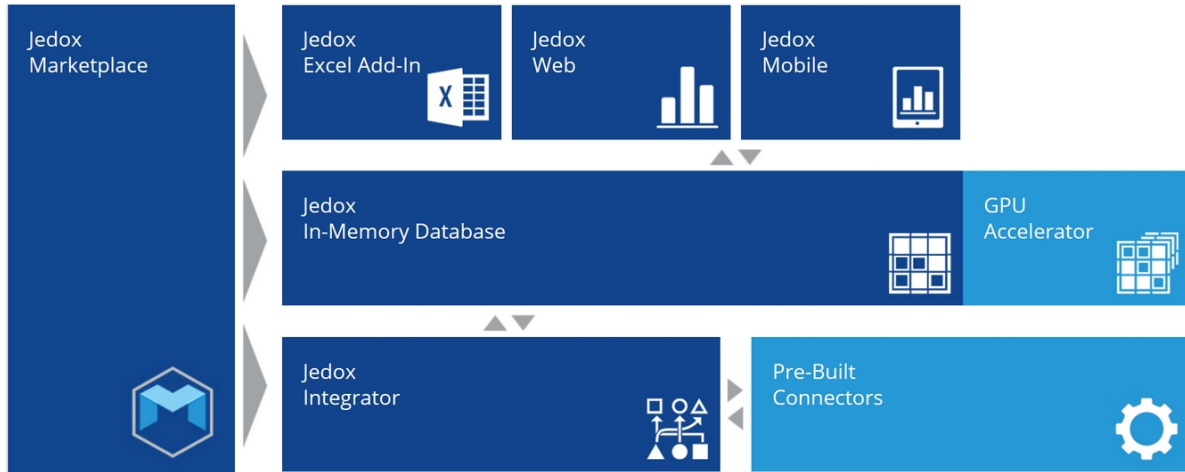 Jedox
Marketplace
Jedox
Excel Add-In
X
Jedox
Web
Jedox
Mobile
Jedox
In-Memory Database
GPU
Accelerator
Jedox
Integrator
Pre-Built
Connectors